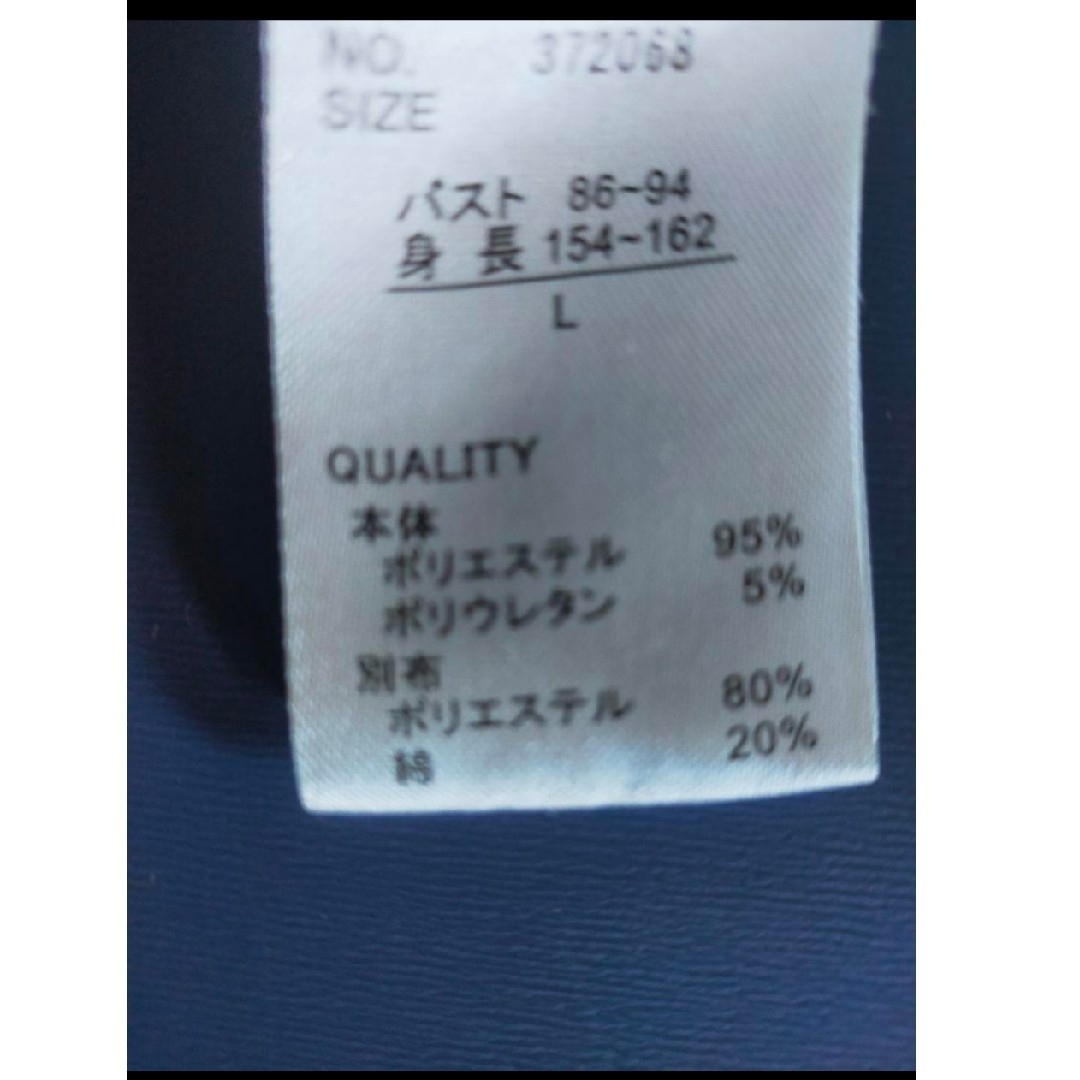 NO. 372068
SIZE
バスト 86~94
身 長 154~162
L
QUALITY
本体
ポリエステル 95%
ポリウレタン 5%
別布
ポリエステル 80%
綿 20%